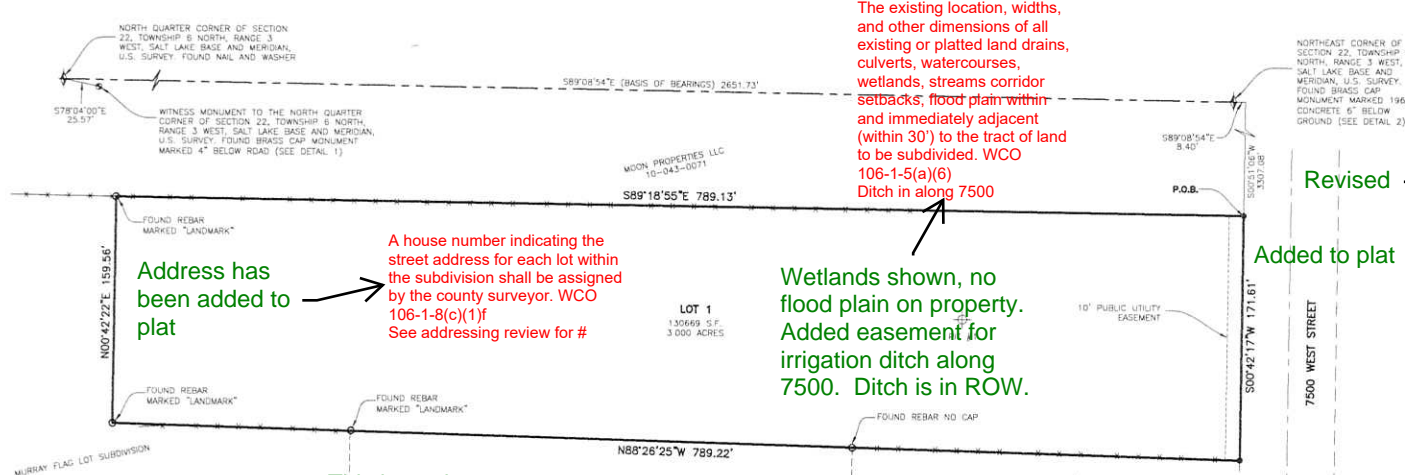 NORTH QUARTER CORNER OF SECTION
22, TOWNSHIP 6 NORTH, RANGE 3
WEST, SALT LAKE BASE AND MERIDIAN,
U.S. SURVEY. FOUND NAIL AND WASHER
S78°04'00"E
25.57'
WITNESS MONUMENT TO THE NORTH QUARTER
CORNER OF SECTION 22, TOWNSHIP 6 NORTH,
RANGE 3 WEST, SALT LAKE BASE AND MERIDIAN,
U.S. SURVEY. FOUND BRASS CAP MONUMENT
MARKED 4" BELOW ROAD (SEE DETAIL 1)
S89°08'54"E (BASIS OF BEARINGS) 2651.73'
The existing location, widths,
and other dimensions of all
existing or platted land drains,
culverts, watercourses,
wetlands, streams corridor
setbacks, flood plain within
and immediately adjacent
(within 30') to the tract of land
to be subdivided. WCO
106-1-5(a)(6)
Ditch in along 7500
NORTHEAST CORNER OF
SECTION 22, TOWNSHIP
NORTH, RANGE 3 WEST,
SALT LAKE BASE AND
MERIDIAN, U.S. SURVEY.
FOUND BRASS CAP
MONUMENT MARKED 196
CONCRETE 6" BELOW
GROUND (SEE DETAIL 2)
S89°08'54"E
8.40'
S00°51'06"W
3307.08'
MOON PROPERTIES LLC
10-043-0071
S89°18'55"E 789.13'
P.O.B.
Revised
FOUND REBAR
MARKED "LANDMARK"
N00°42'22"E 159.56'
Address has
been added to
plat
A house number indicating the
street address for each lot within
the subdivision shall be assigned
by the county surveyor. WCO
106-1-8(c)(1)f
See addressing review for #
LOT 1
130669 S.F.
3.000 ACRES
Wetlands shown, no
flood plain on property.
Added easement for
irrigation ditch along
7500. Ditch is in ROW.
10' PUBLIC UTILITY
EASEMENT
Added to plat
S00°42'17"W 171.61'
7500 WEST STREET
FOUND REBAR
MARKED "LANDMARK"
FOUND REBAR
MARKED "LANDMARK"
FOUND REBAR NO CAP
N88°26'25"W 789.22'
MURRAY FLAG LOT SUBDIVISION